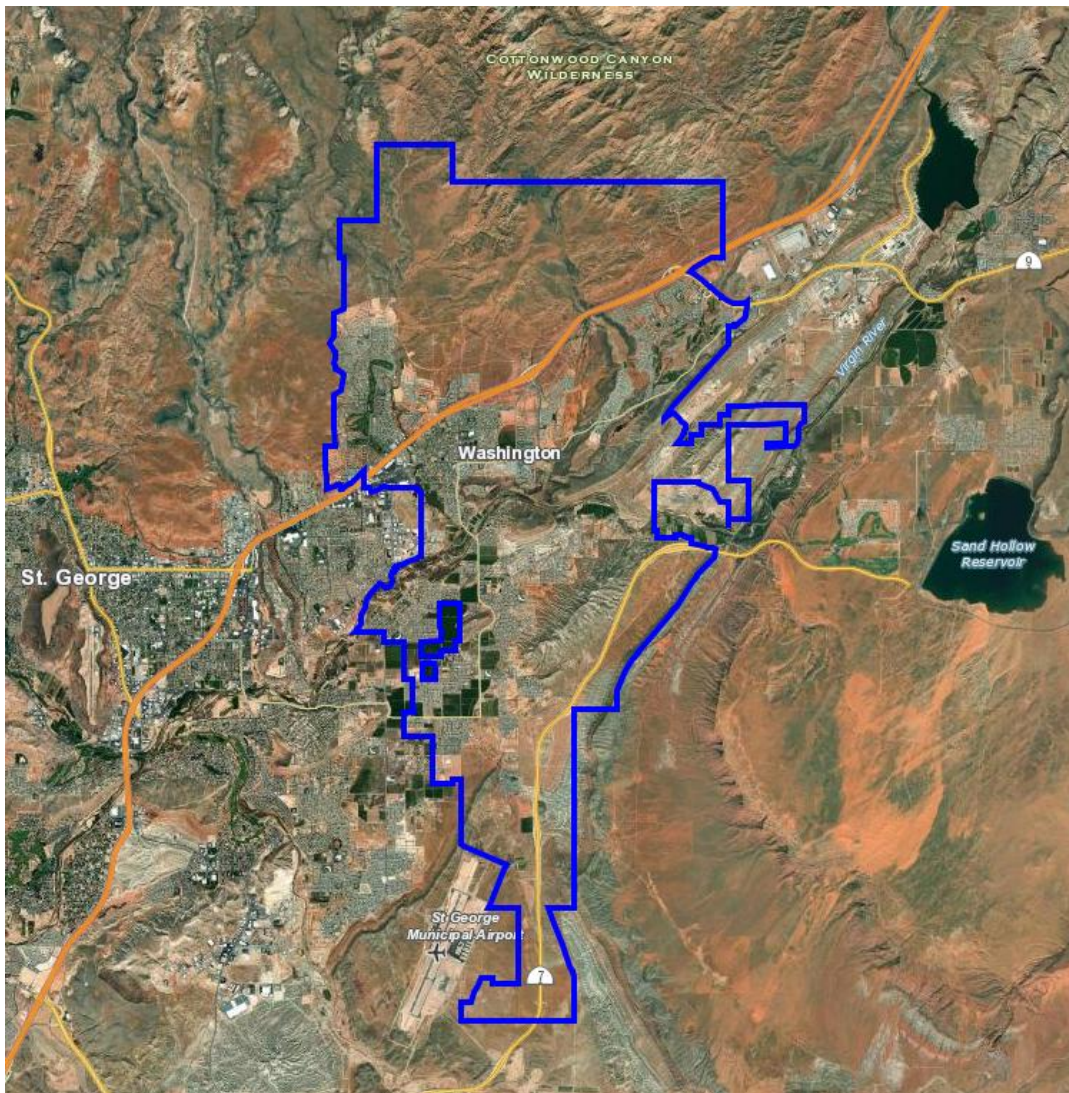 COTTONWOOD CANYON
WILDERNESS
9
Virgin River
Washington
Sand Hollow
Reservoir
St. George
St George
Municipal Airport
7